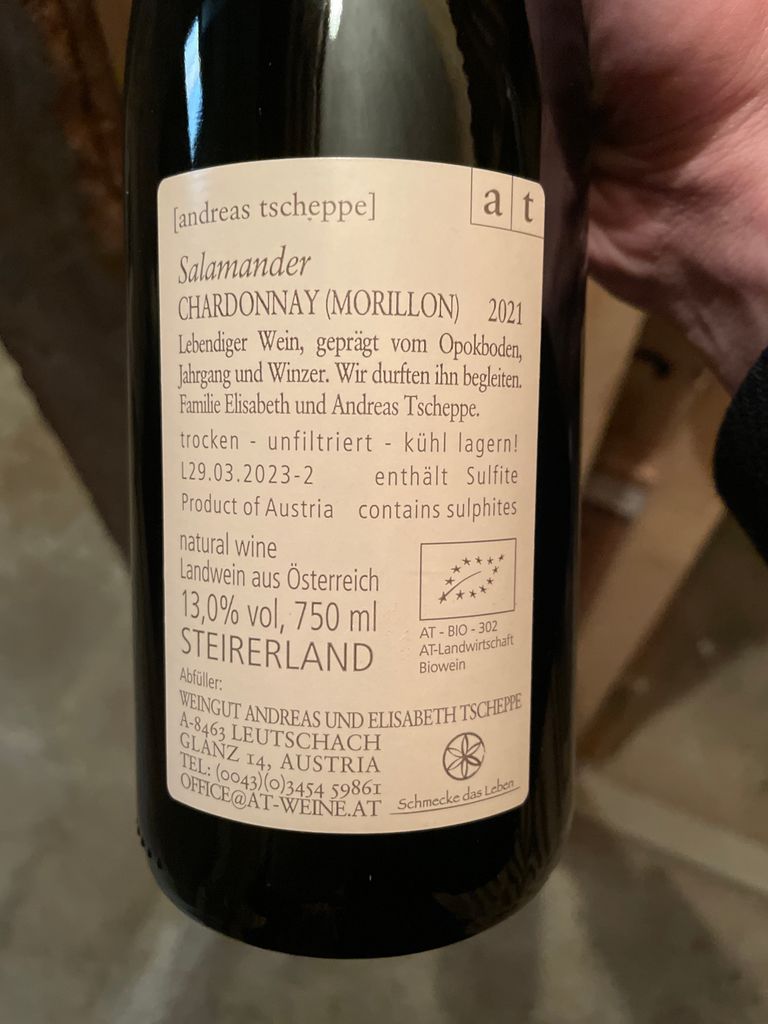 [andreas tscheppe]
a t
Salamander
CHARDONNAY (MORILLON) 2021
Lebendiger Wein, geprägt vom Opokboden,
Jahrgang und Winzer. Wir durften ihn begleiten.
Familie Elisabeth und Andreas Tscheppe.
trocken - unfiltriert - kühl lagern!
L29.03.2023-2 enthält Sulfite
Product of Austria contains sulphites
natural wine
Landwein aus Österreich
13,0% vol, 750 ml
STEIRERLAND
AT - BIO - 302
AT-Landwirtschaft
Biowein
Abfüller:
WEINGUT ANDREAS UND ELISABETH TSCHEPPE
A-8463 LEUTSCHACH
GLANZ 14, AUSTRIA
TEL: (0043)(0)3454 59861
OFFICE@AT-WEINE.AT
Schmecke das Leben